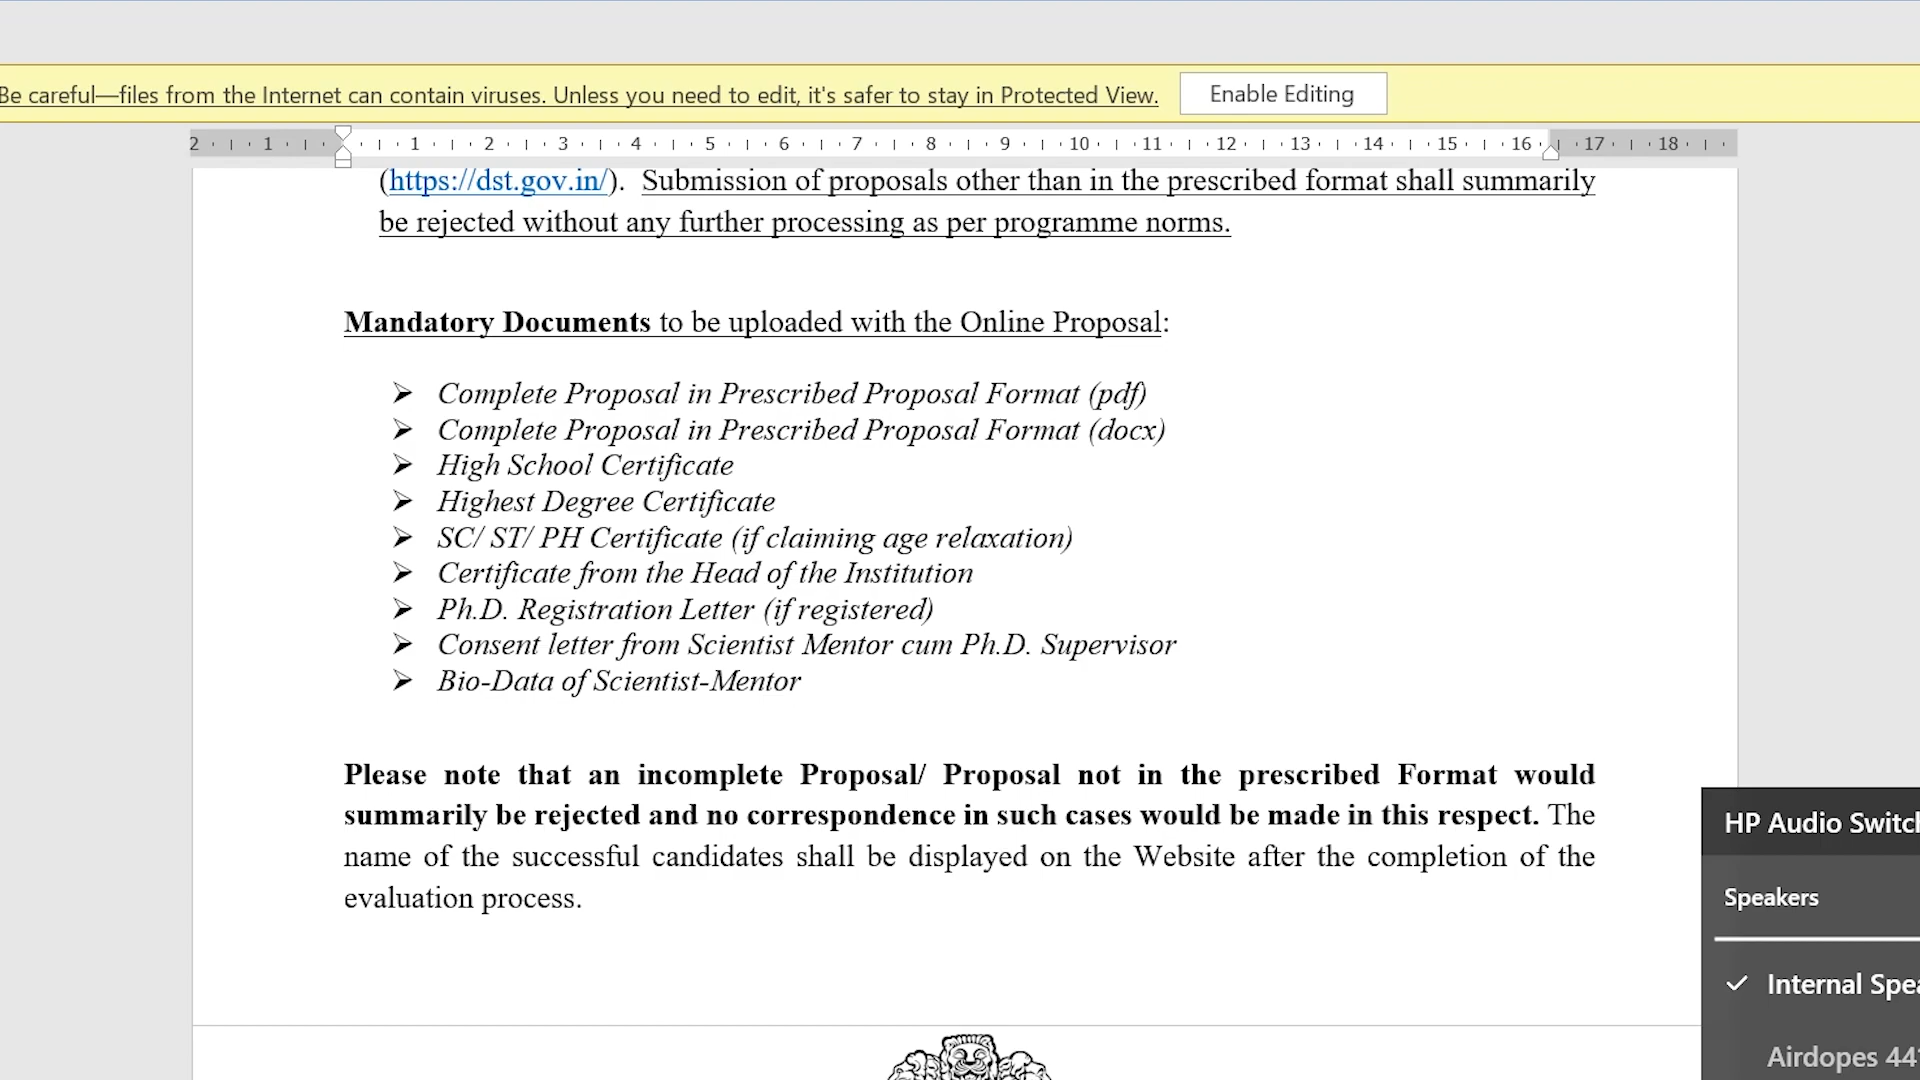 Be careful—files from the Internet can contain viruses. Unless you need to edit, it's safer to stay in Protected View. Enable Editing
2 1 1 2 3 4 5 6 7 8 9 10 11 12 13 14 15 16 17 18
(https://dst.gov.in/). Submission of proposals other than in the prescribed format shall summarily
be rejected without any further processing as per programme norms.
Mandatory Documents to be uploaded with the Online Proposal:
➢ Complete Proposal in Prescribed Proposal Format (pdf)
➢ Complete Proposal in Prescribed Proposal Format (docx)
➢ High School Certificate
➢ Highest Degree Certificate
➢ SC/ ST/ PH Certificate (if claiming age relaxation)
➢ Certificate from the Head of the Institution
➢ Ph.D. Registration Letter (if registered)
➢ Consent letter from Scientist Mentor cum Ph.D. Supervisor
➢ Bio-Data of Scientist-Mentor
Please note that an incomplete Proposal/ Proposal not in the prescribed Format would
summarily be rejected and no correspondence in such cases would be made in this respect. The
name of the successful candidates shall be displayed on the Website after the completion of the
evaluation process.
HP Audio Switch
Speakers
Internal Spea
Airdopes 441